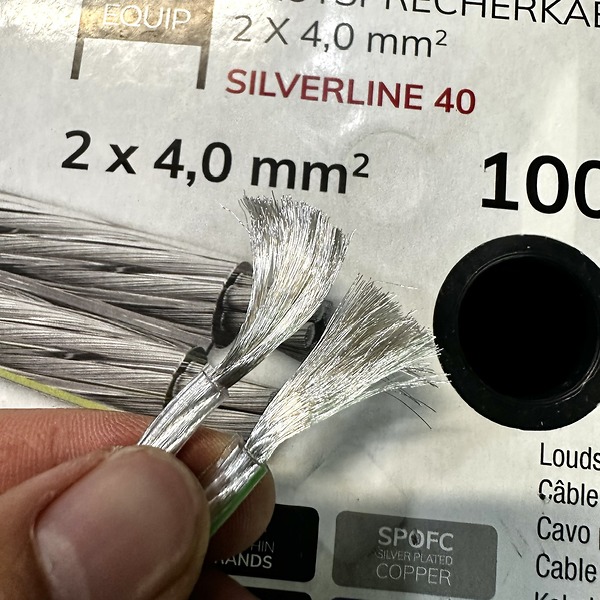 EQUIP
2 X 4,0 mm²
SILVERLINE 40
2 x 4,0 mm²
100
Louds
Câble
Cavo
Cable
SPOFC
SILVER PLATED
COPPER